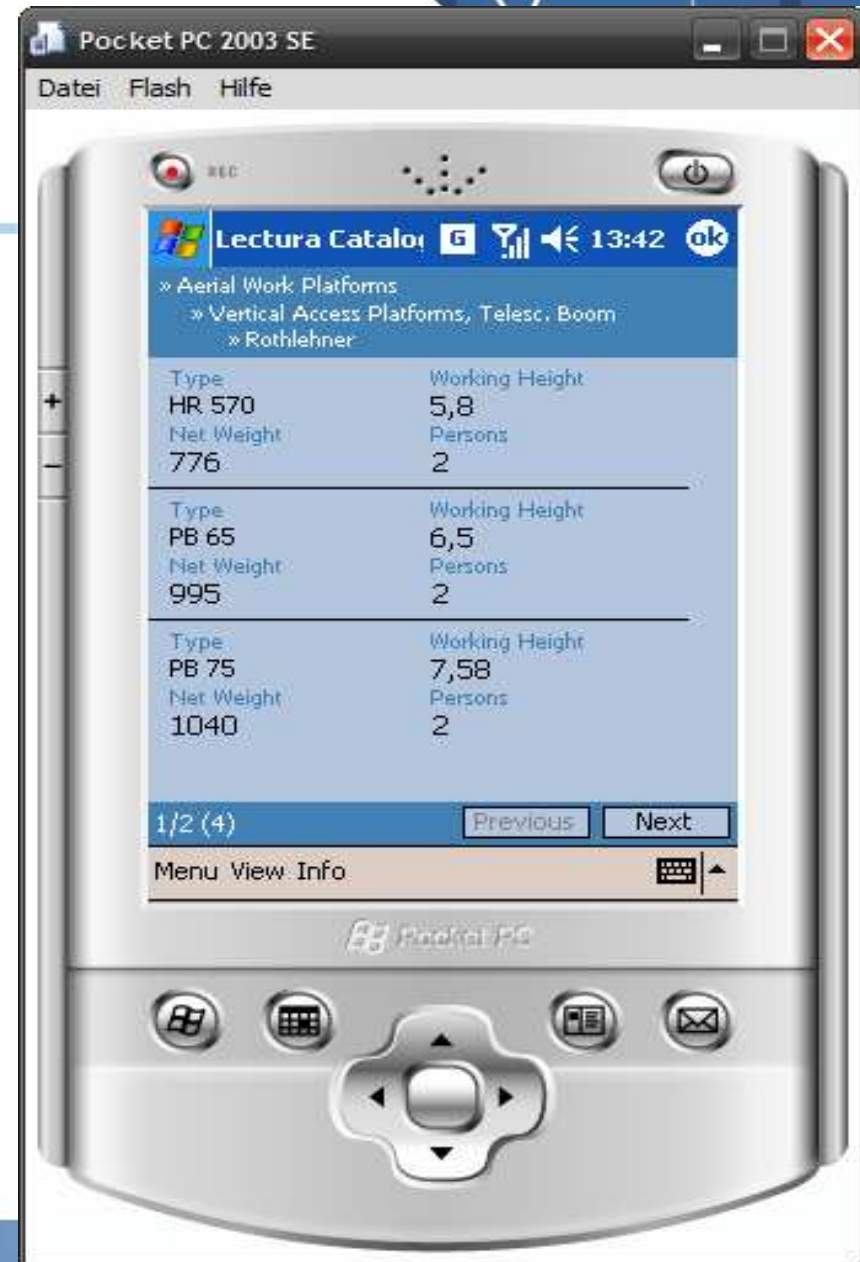 Pocket PC 2003 SE
Datei Flash Hilfe
REC
Lectura Catalo G 13:42 ok
» Aerial Work Platforms
» Vertical Access Platforms, Telesc. Boom
» Rothlehner
Type Working Height
HR 570 5,8
Net Weight Persons
776 2
Type Working Height
PB 65 6,5
Net Weight Persons
995 2
Type Working Height
PB 75 7,58
Net Weight Persons
1040 2
1/2 (4) Previous Next
Menu View Info
Pocket PC